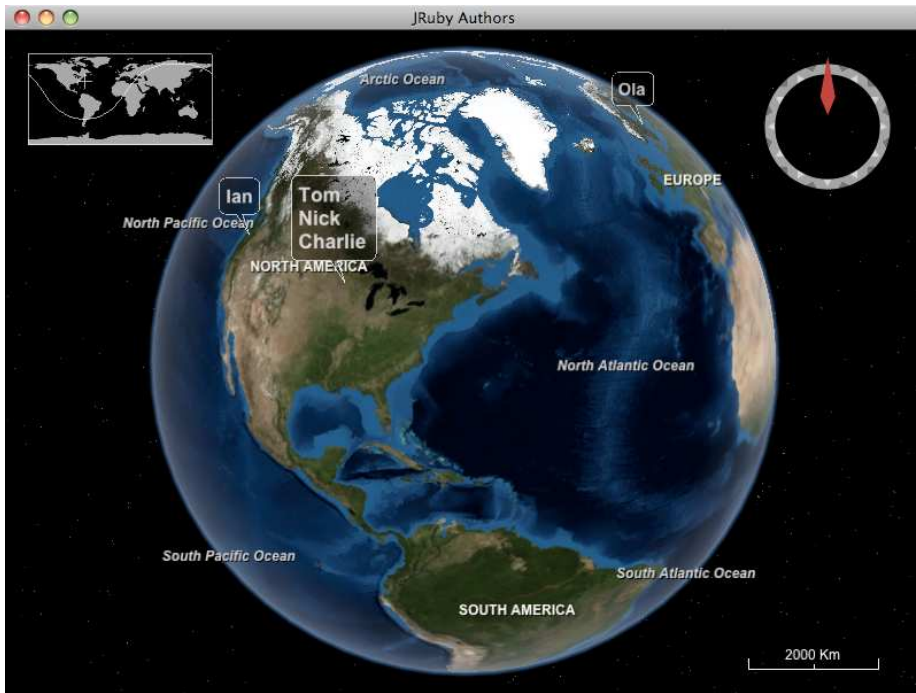 JRuby Authors
Arctic Ocean
Ola
EUROPE
Ian
Tom
Nick
Charlie
North Pacific Ocean
NORTH AMERICA
North Atlantic Ocean
South Pacific Ocean
South Atlantic Ocean
SOUTH AMERICA
2000 Km